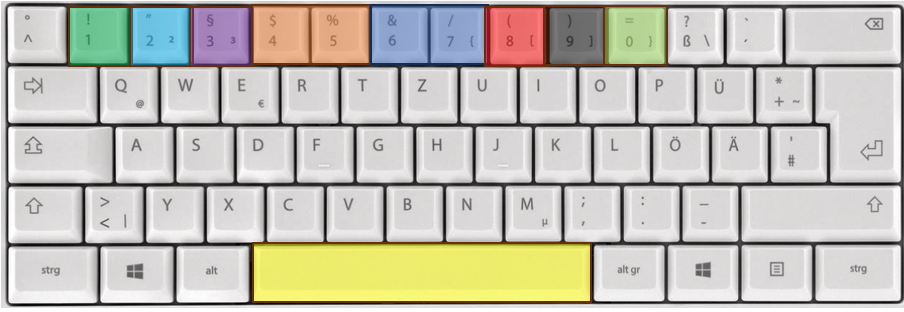 ° ! " § $ % & / ( ) = ? `
^ 1 2 ² 3 ³ 4 5 6 7 { 8 [ 9 ] 0 } ß \ ´
Q @ W E € R T Z U I O P Ü * + ~
A S D F G H J K L Ö Ä ' #
> < | Y X C V B N M µ ; , : . _ -
strg alt alt gr strg